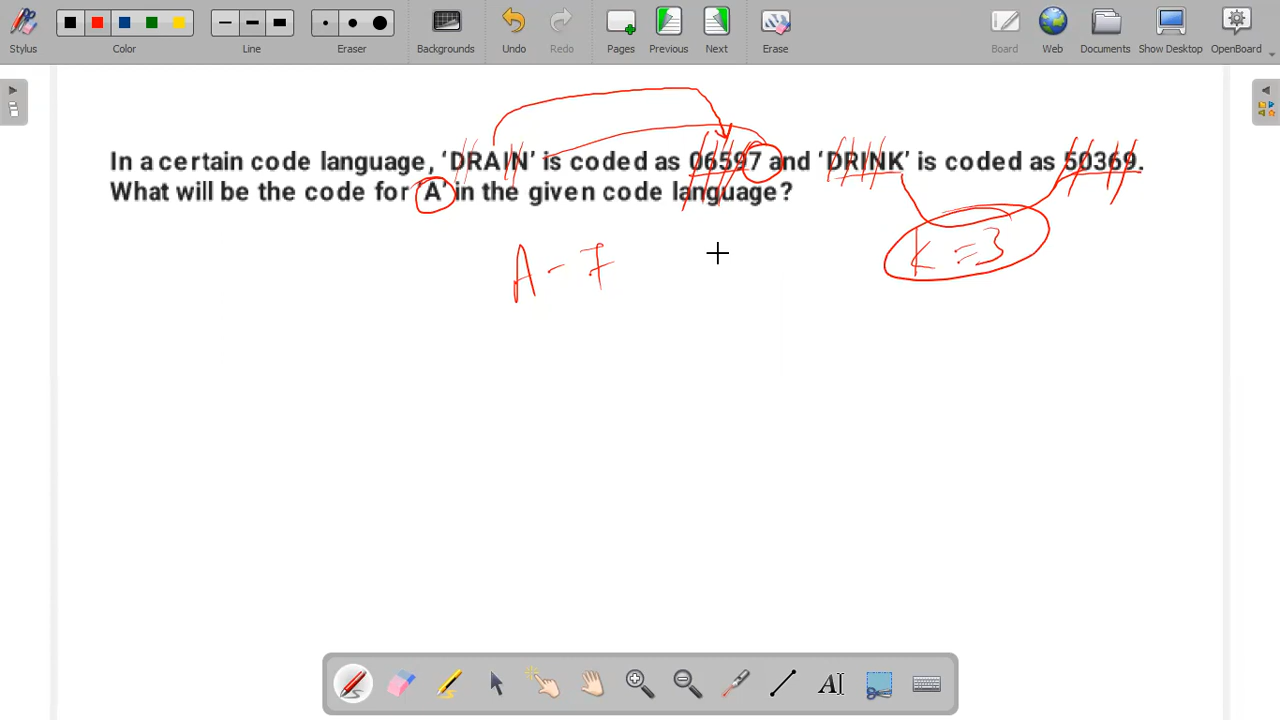 Stylus
Color
Line
Eraser
Backgrounds
Undo
Redo
Pages
Previous
Next
Erase
Board
Web
Documents
Show Desktop
OpenBoard
In a certain code language, ‘DRAIN’ is coded as 06597 and ‘DRINK’ is coded as 50369.
What will be the code for ‘A’ in the given code language?
K = 3
A - 7
AI